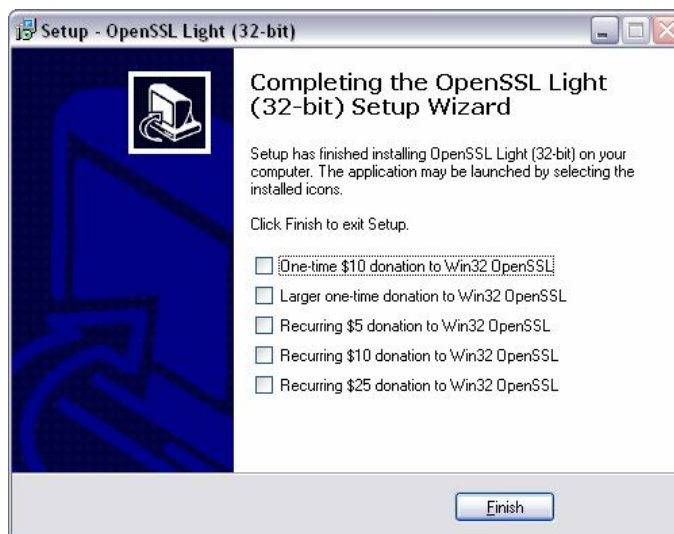 Setup - OpenSSL Light (32-bit)
Completing the OpenSSL Light
(32-bit) Setup Wizard
Setup has finished installing OpenSSL Light (32-bit) on your
computer. The application may be launched by selecting the
installed icons.
Click Finish to exit Setup.
One-time $10 donation to Win32 OpenSSL
Larger one-time donation to Win32 OpenSSL
Recurring $5 donation to Win32 OpenSSL
Recurring $10 donation to Win32 OpenSSL
Recurring $25 donation to Win32 OpenSSL
Finish